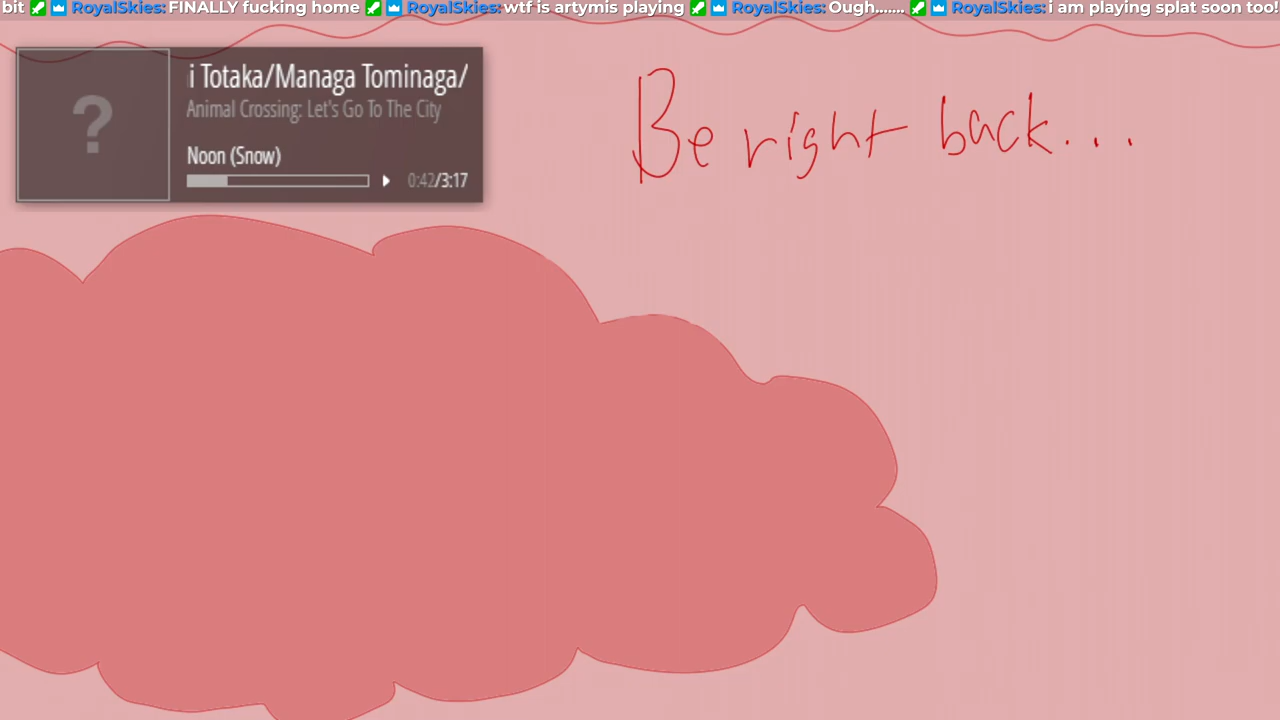 bit RoyalSkies: FINALLY fucking home RoyalSkies: wtf is artymis playing RoyalSkies: Ough....... RoyalSkies: i am playing splat soon too!
i Totaka/Managa Tominaga/
Animal Crossing: Let's Go To The City
Noon (Snow)
0:42/3:17
Be right back...